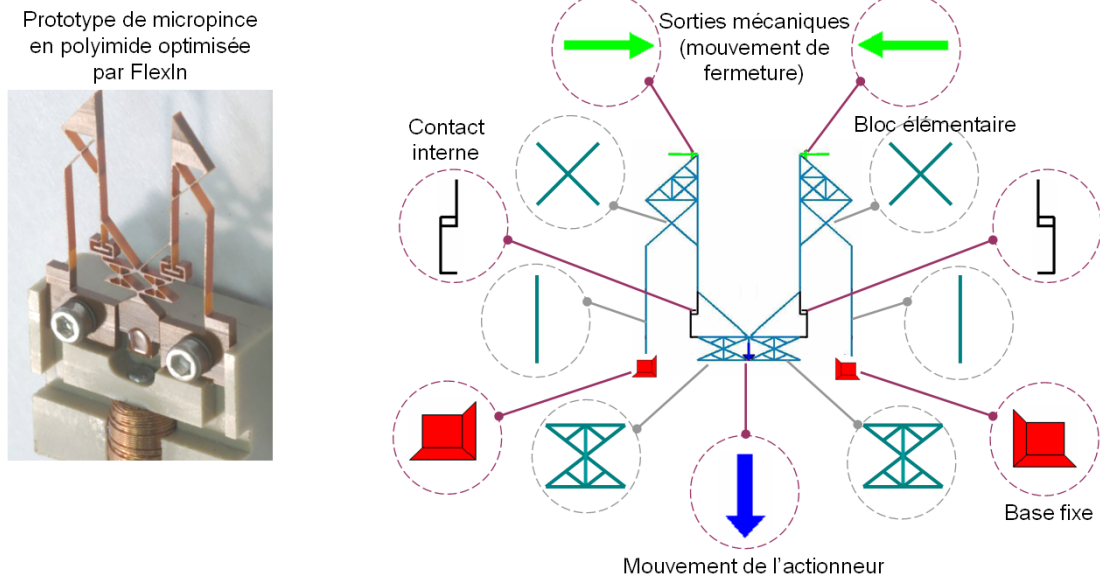 Prototype de micropince
en polyimide optimisée
par FlexIn
Sorties mécaniques
(mouvement de
fermeture)
Contact
interne
Bloc élémentaire
Base fixe
Mouvement de l'actionneur